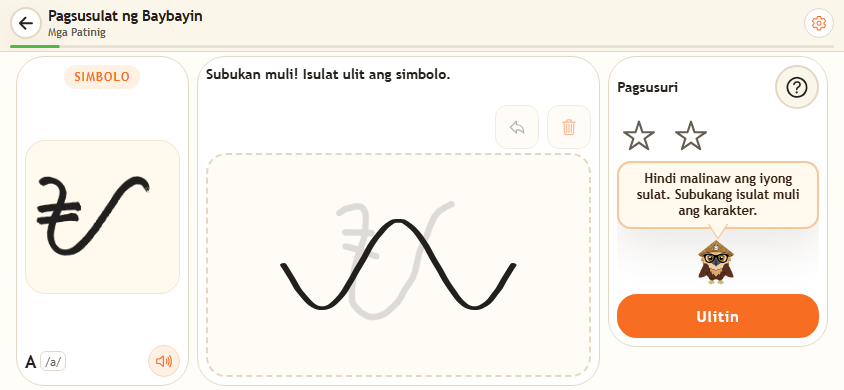 Pagsusulat ng Baybayin
Mga Patinig
SIMBOLO
ᜀ
A /a/
Subukan muli! Isulat ulit ang simbolo.
Pagsusuri
?
Hindi malinaw ang iyong
sulat. Subukang isulat muli
ang karakter.
Ulitin